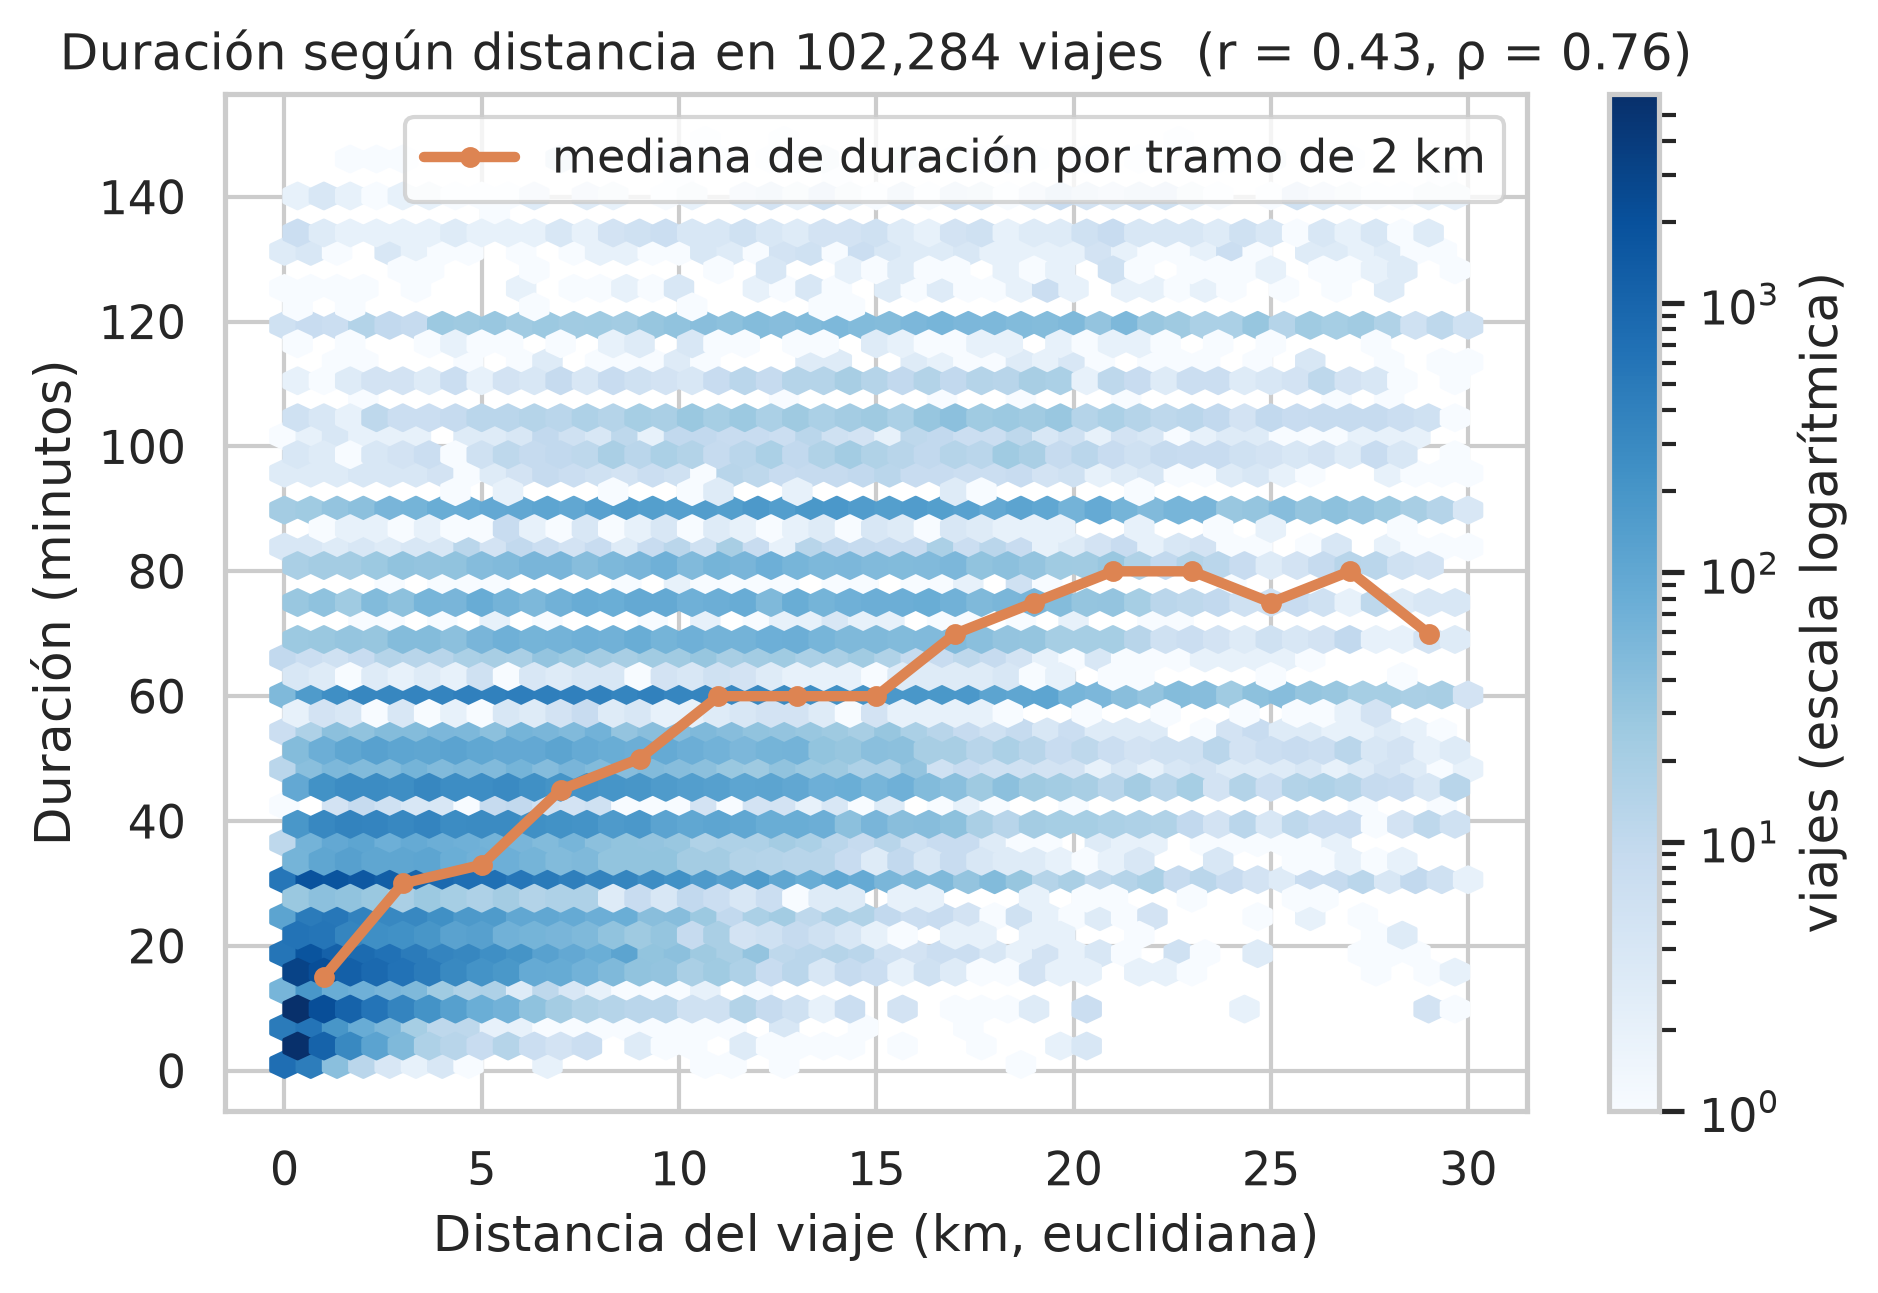 Duración según distancia en 102,284 viajes (r = 0.43, ρ = 0.76)
mediana de duración por tramo de 2 km
Duración (minutos)
140
120
100
80
60
40
20
0
0 5 10 15 20 25 30
Distancia del viaje (km, euclidiana)
10³
10²
10¹
10⁰
viajes (escala logarítmica)